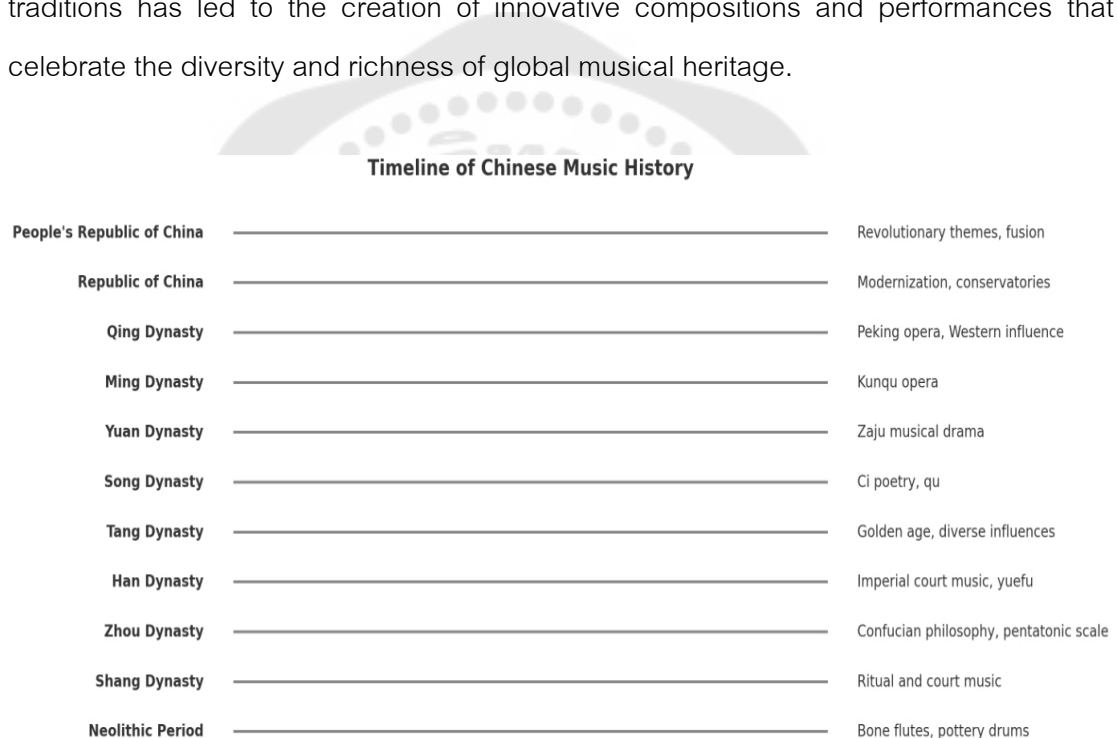 traditions has led to the creation of innovative compositions and performances that
celebrate the diversity and richness of global musical heritage.
Timeline of Chinese Music History
People's Republic of China Revolutionary themes, fusion
Republic of China Modernization, conservatories
Qing Dynasty Peking opera, Western influence
Ming Dynasty Kunqu opera
Yuan Dynasty Zaju musical drama
Song Dynasty Ci poetry, qu
Tang Dynasty Golden age, diverse influences
Han Dynasty Imperial court music, yuefu
Zhou Dynasty Confucian philosophy, pentatonic scale
Shang Dynasty Ritual and court music
Neolithic Period Bone flutes, pottery drums